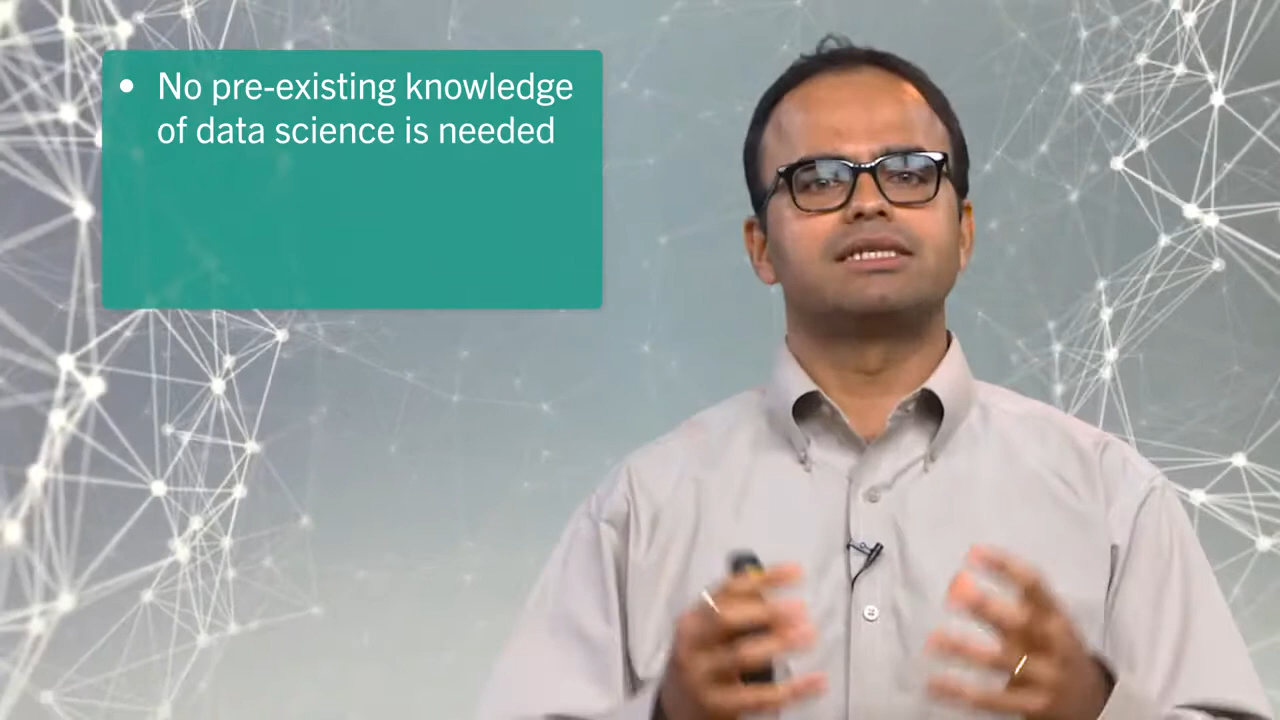 • No pre-existing knowledge
of data science is needed